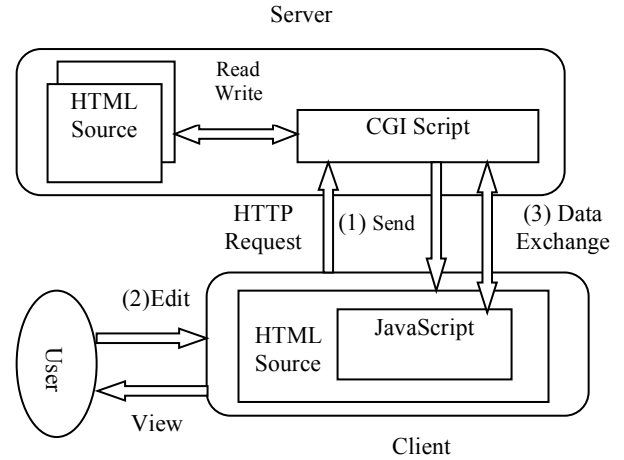 Server
Read
Write
HTML
Source
CGI Script
HTTP
Request
(1) Send
(3) Data
Exchange
(2)Edit
User
View
HTML
Source
JavaScript
Client